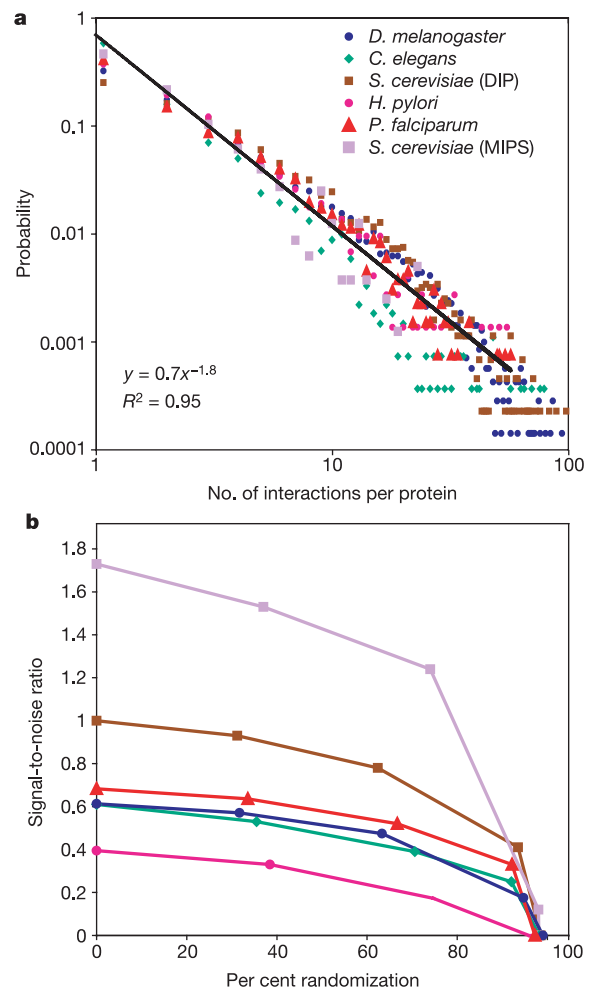 a
1
0.1
0.01
0.001
0.0001
Probability
D. melanogaster
C. elegans
S. cerevisiae (DIP)
H. pylori
P. falciparum
S. cerevisiae (MIPS)
y = 0.7x⁻¹·⁸
R² = 0.95
1
10
100
No. of interactions per protein
b
1.8
1.6
1.4
1.2
1
0.8
0.6
0.4
0.2
0
Signal-to-noise ratio
0
20
40
60
80
100
Per cent randomization